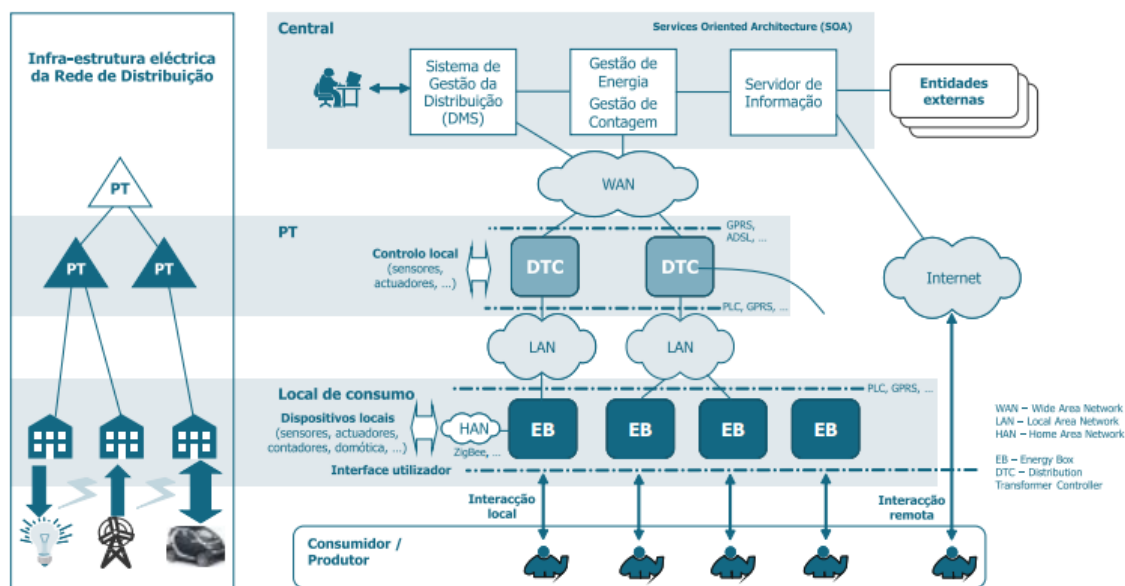 Infra-estrutura eléctrica
da Rede de Distribuição
PT
PT
PT
Central
Services Oriented Architecture (SOA)
Sistema de
Gestão da
Distribuição
(DMS)
Gestão de
Energia
Gestão de
Contagem
Servidor de
Informação
Entidades
externas
WAN
PT
GPRS,
ADSL, ...
Controlo local
(sensores,
actuadores, ...)
DTC
DTC
Internet
PLC, GPRS, ...
LAN
LAN
Local de consumo
PLC, GPRS, ...
Dispositivos locais
(sensores, actuadores,
contadores, domótica, ...)
HAN
ZigBee, ...
EB
EB
EB
EB
Interface utilizador
WAN – Wide Area Network
LAN – Local Area Network
HAN – Home Area Network
EB – Energy Box
DTC – Distribution
Transformer Controller
Interacção
local
Interacção
remota
Consumidor /
Produtor